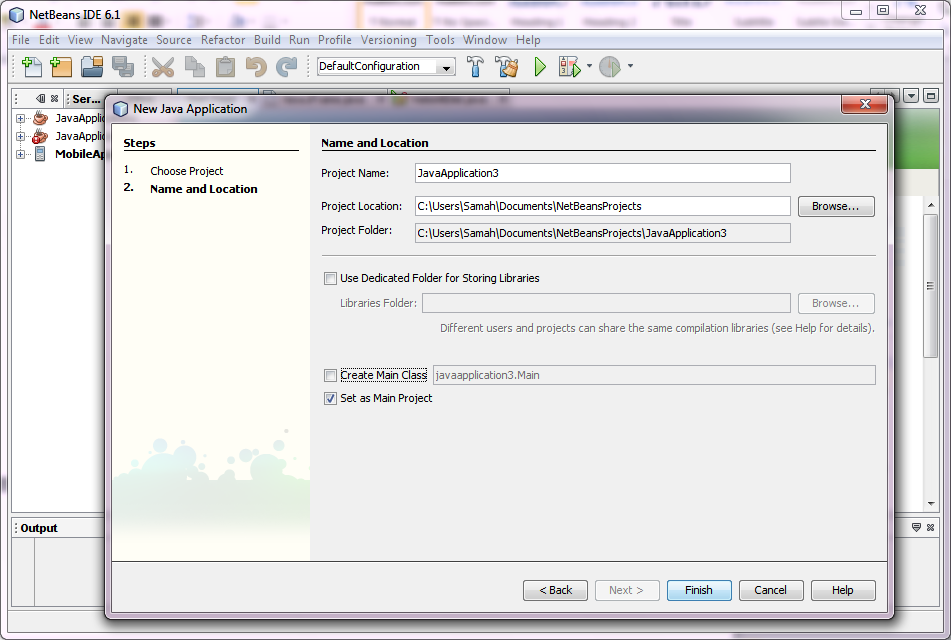 NetBeans IDE 6.1
File Edit View Navigate Source Refactor Build Run Profile Versioning Tools Window Help
DefaultConfiguration
Ser...
New Java Application
JavaApplic
JavaApplic
MobileAp
Steps
1. Choose Project
2. Name and Location
Name and Location
Project Name: JavaApplication3
Project Location: C:\Users\Samah\Documents\NetBeansProjects Browse...
Project Folder: C:\Users\Samah\Documents\NetBeansProjects\JavaApplication3
Use Dedicated Folder for Storing Libraries
Libraries Folder: Browse...
Different users and projects can share the same compilation libraries (see Help for details).
Create Main Class javaapplication3.Main
Set as Main Project
Output
< Back Next > Finish Cancel Help